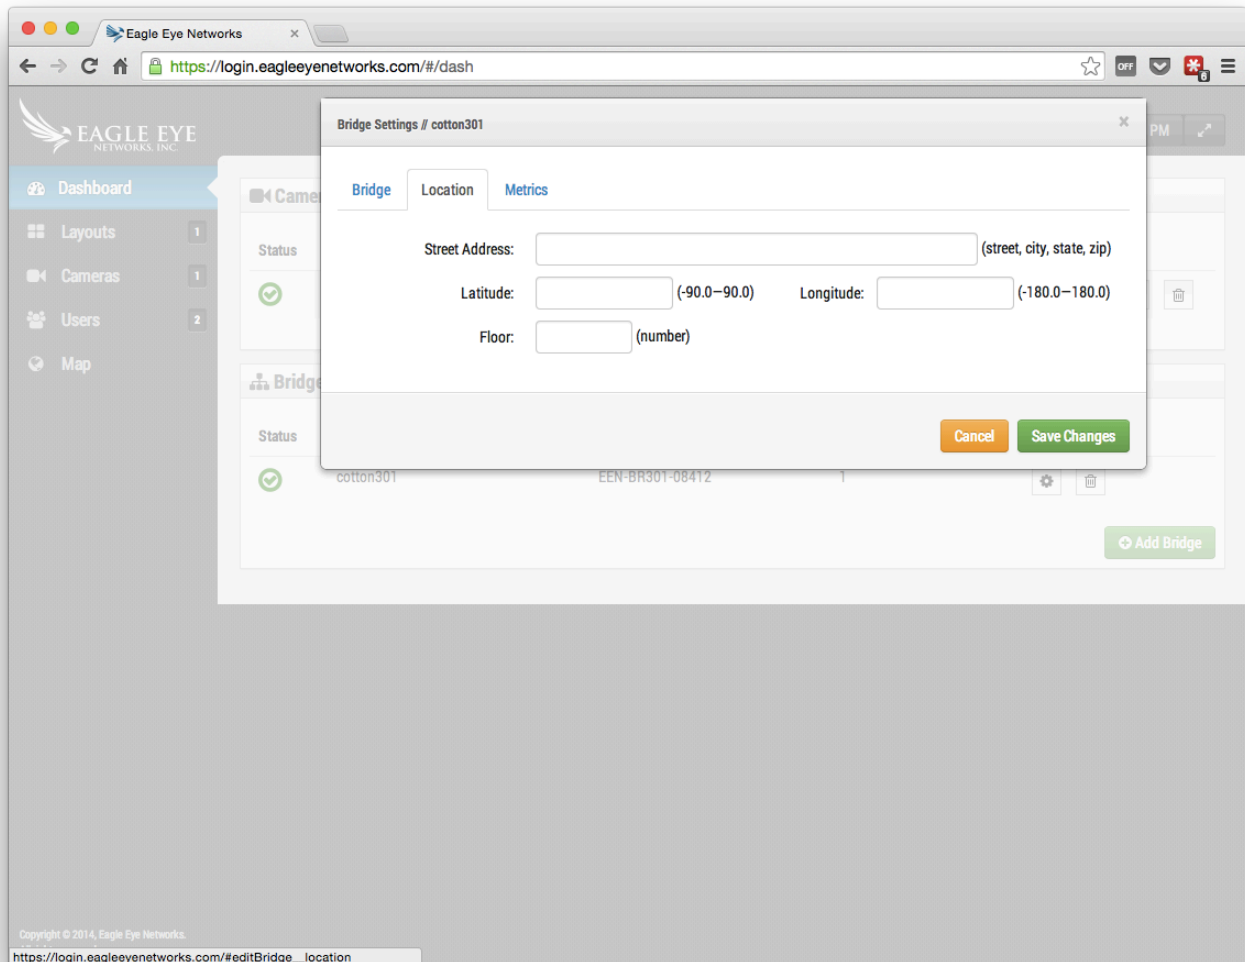 Eagle Eye Networks
https://login.eagleeyenetworks.com/#/dash
OFF
6
EAGLE EYE
NETWORKS, INC.
Bridge Settings // cotton301
PM
Dashboard
Layouts 1
Cameras 1
Users 2
Map
Bridge Location Metrics
Street Address: (street, city, state, zip)
Latitude: (-90.0—90.0) Longitude: (-180.0—180.0)
Floor: (number)
Cancel Save Changes
Came
Status
Bridge
Status
cotton301 EEN-BR301-08412 1
Add Bridge
Copyright © 2014, Eagle Eye Networks.
https://login.eagleeyenetworks.com/#editBridge__location